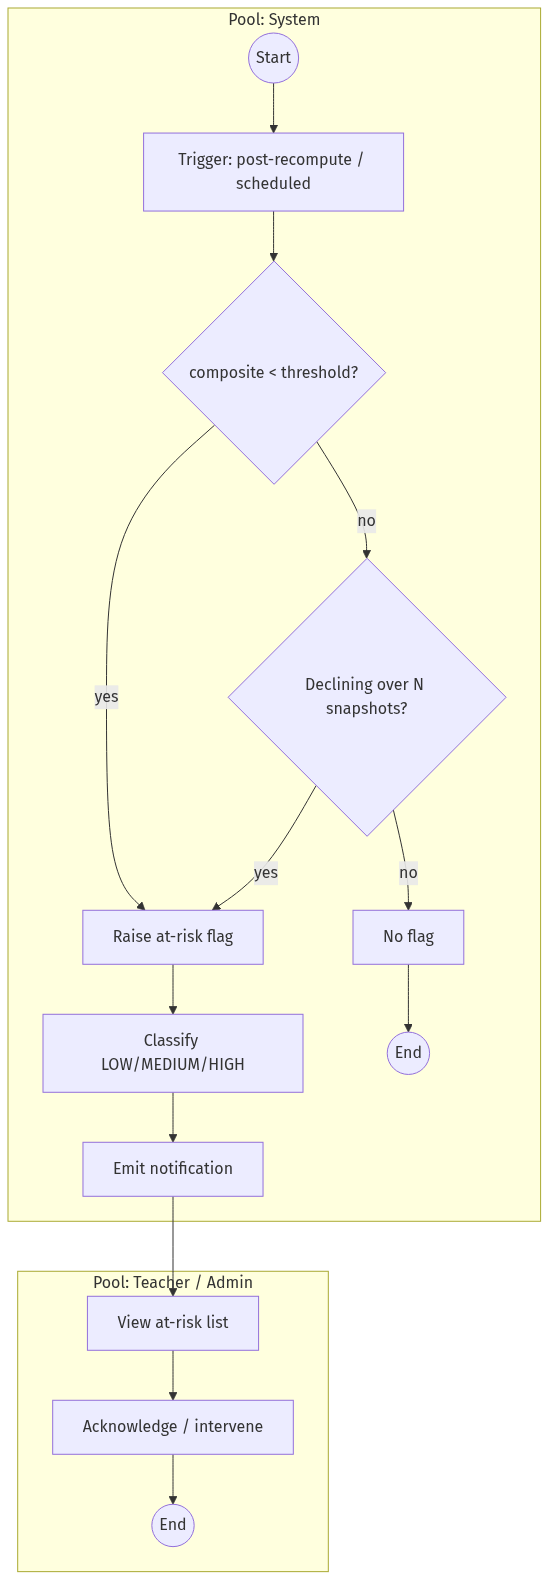 Pool: System
Start
Trigger: post-recompute /
scheduled
composite < threshold?
no
yes
Declining over N
snapshots?
yes
no
Raise at-risk flag
No flag
Classify
LOW/MEDIUM/HIGH
End
Emit notification
Pool: Teacher / Admin
View at-risk list
Acknowledge / intervene
End